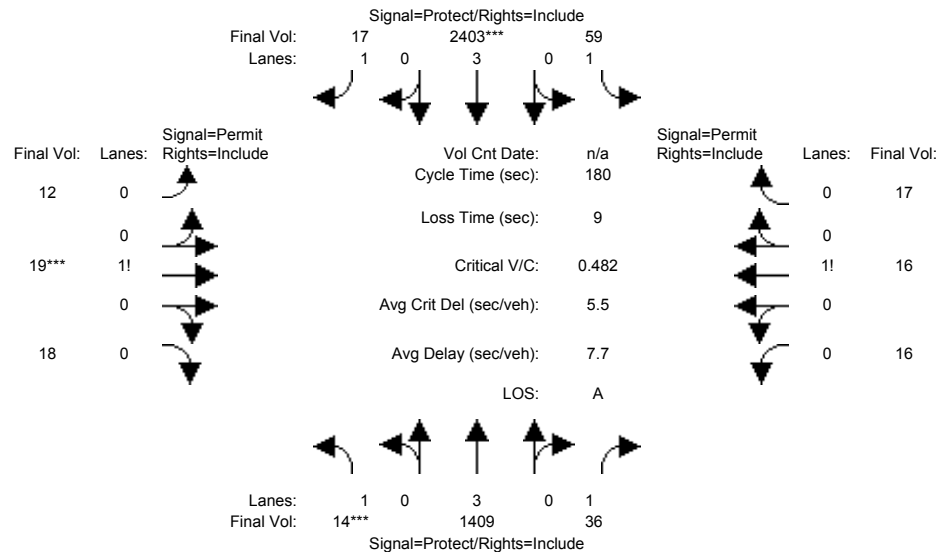 Signal=Protect/Rights=Include
Final Vol: 17 2403*** 59
Lanes: 1 0 3 0 1
Signal=Permit
Final Vol: Lanes: Rights=Include
Vol Cnt Date: n/a
Signal=Permit
Rights=Include Lanes: Final Vol:
Cycle Time (sec): 180
12 0
0 17
Loss Time (sec): 9
0
0
19*** 1!
Critical V/C: 0.482
1! 16
0
Avg Crit Del (sec/veh): 5.5
0
18 0
Avg Delay (sec/veh): 7.7
0 16
LOS: A
Lanes: 1 0 3 0 1
Final Vol: 14*** 1409 36
Signal=Protect/Rights=Include